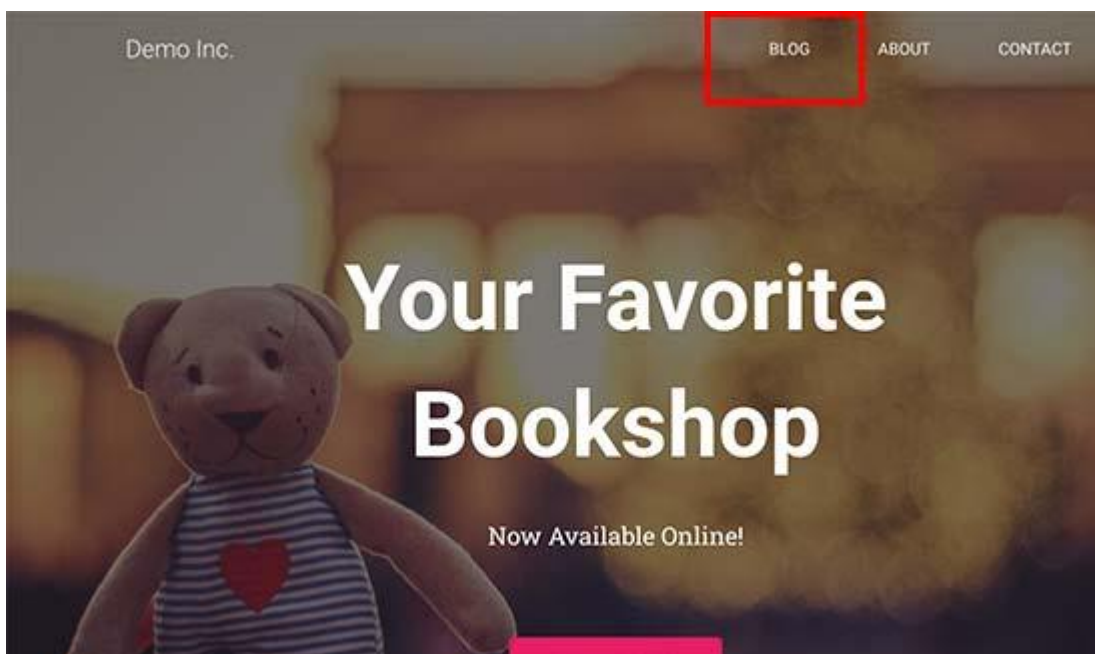 Demo Inc.
BLOG ABOUT CONTACT
Your Favorite
Bookshop
Now Available Online!